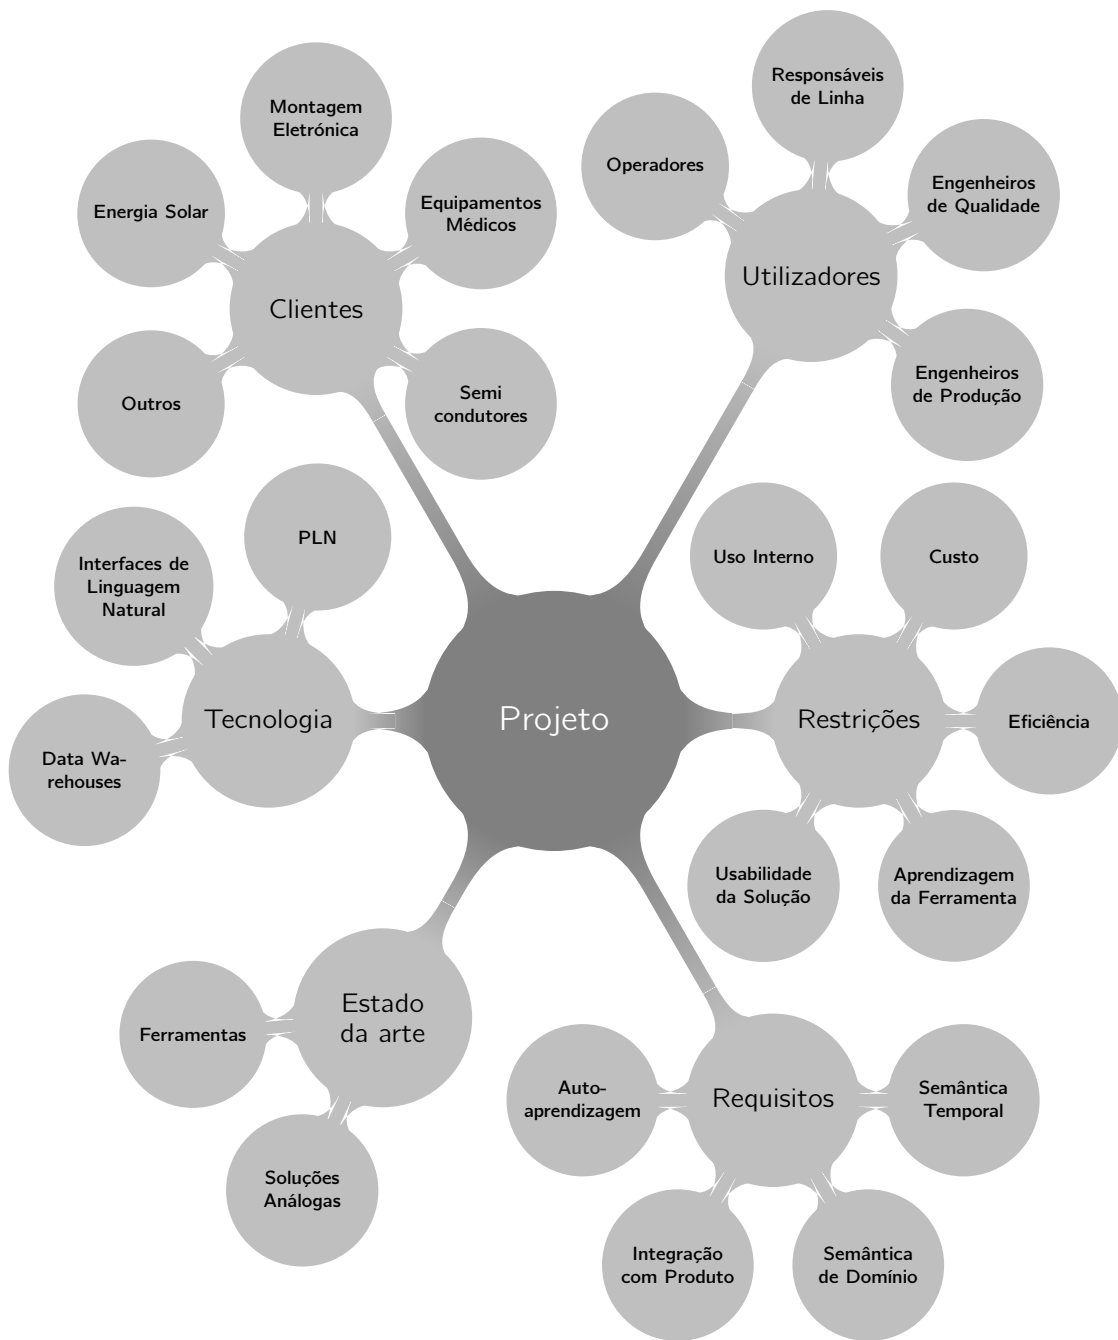 Projeto
Clientes
Montagem
Eletrónica
Energia Solar
Equipamentos
Médicos
Outros
Semi
condutores
Utilizadores
Responsáveis
de Linha
Operadores
Engenheiros
de Qualidade
Engenheiros
de Produção
Tecnologia
PLN
Interfaces de
Linguagem
Natural
Data Wa-
rehouses
Restrições
Uso Interno
Custo
Eficiência
Usabilidade
da Solução
Aprendizagem
da Ferramenta
Estado
da arte
Ferramentas
Soluções
Análogas
Requisitos
Auto-
aprendizagem
Semântica
Temporal
Integração
com Produto
Semântica
de Domínio